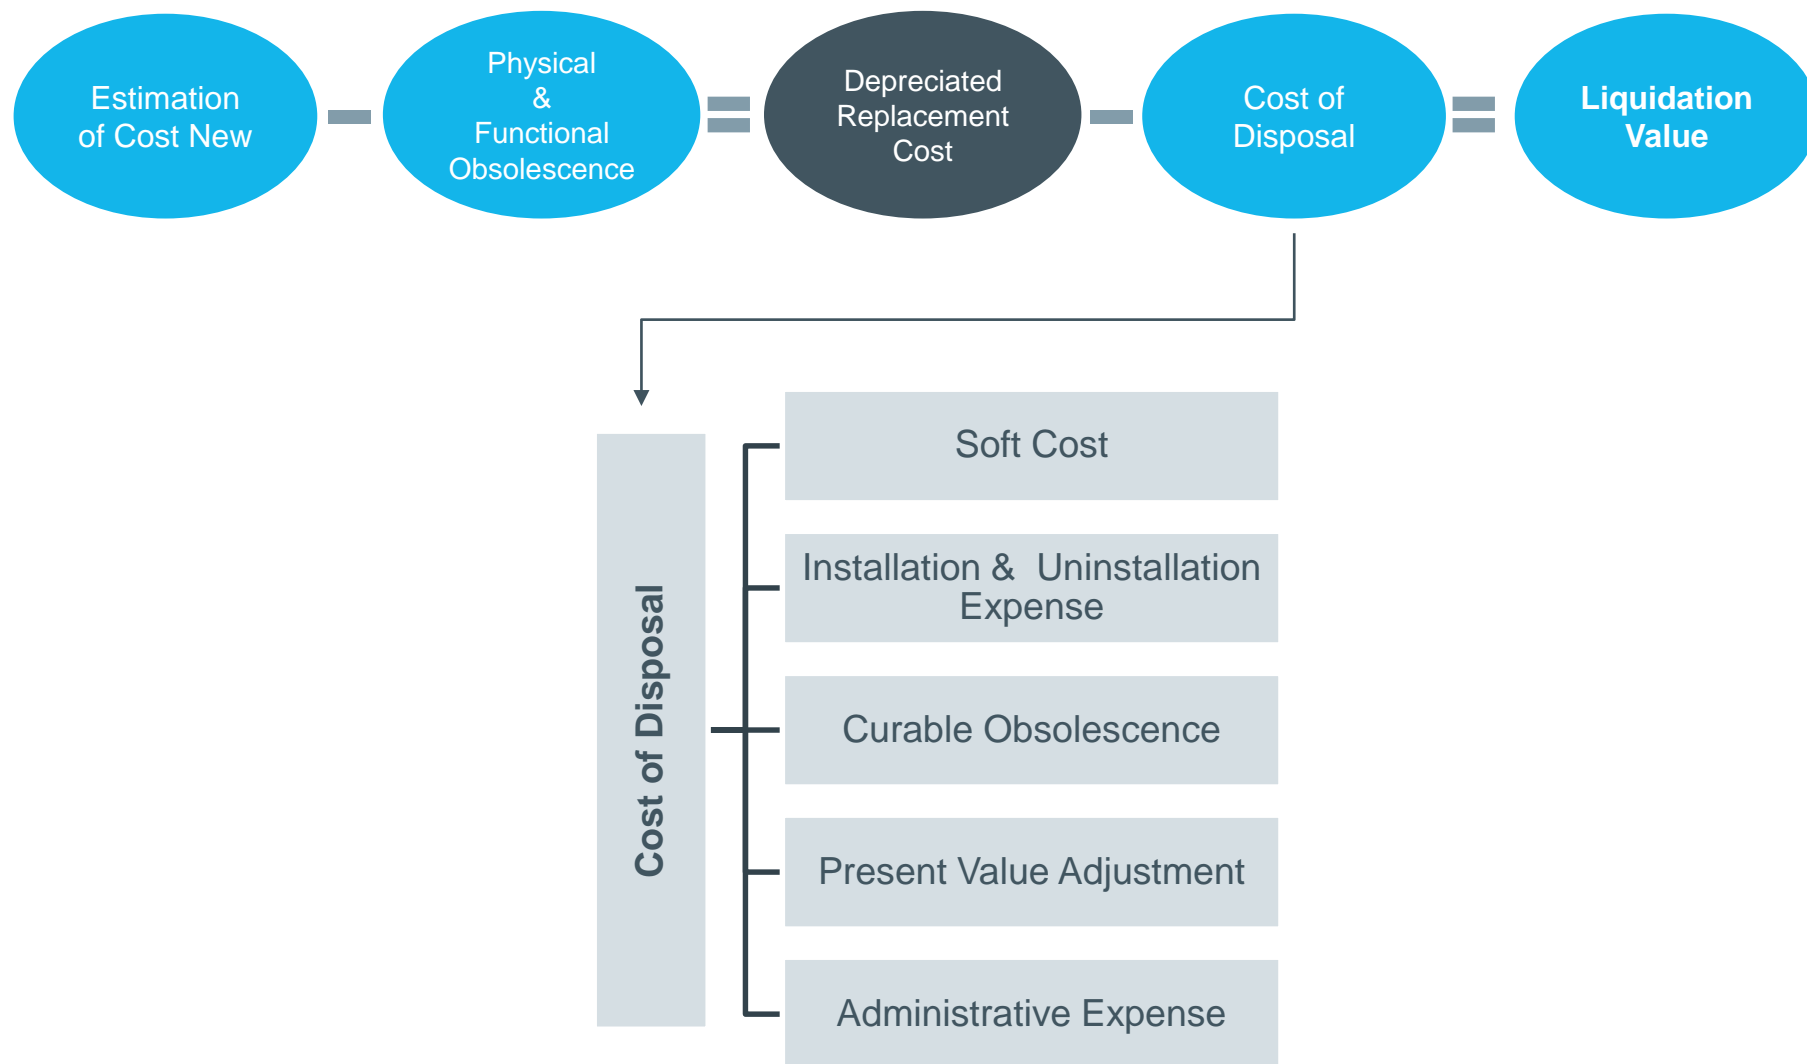 Estimation
of Cost New
Physical
&
Functional
Obsolescence
Depreciated
Replacement
Cost
Cost of
Disposal
Liquidation
Value
Cost of Disposal
Soft Cost
Installation &  Uninstallation
Expense
Curable Obsolescence
Present Value Adjustment
Administrative Expense